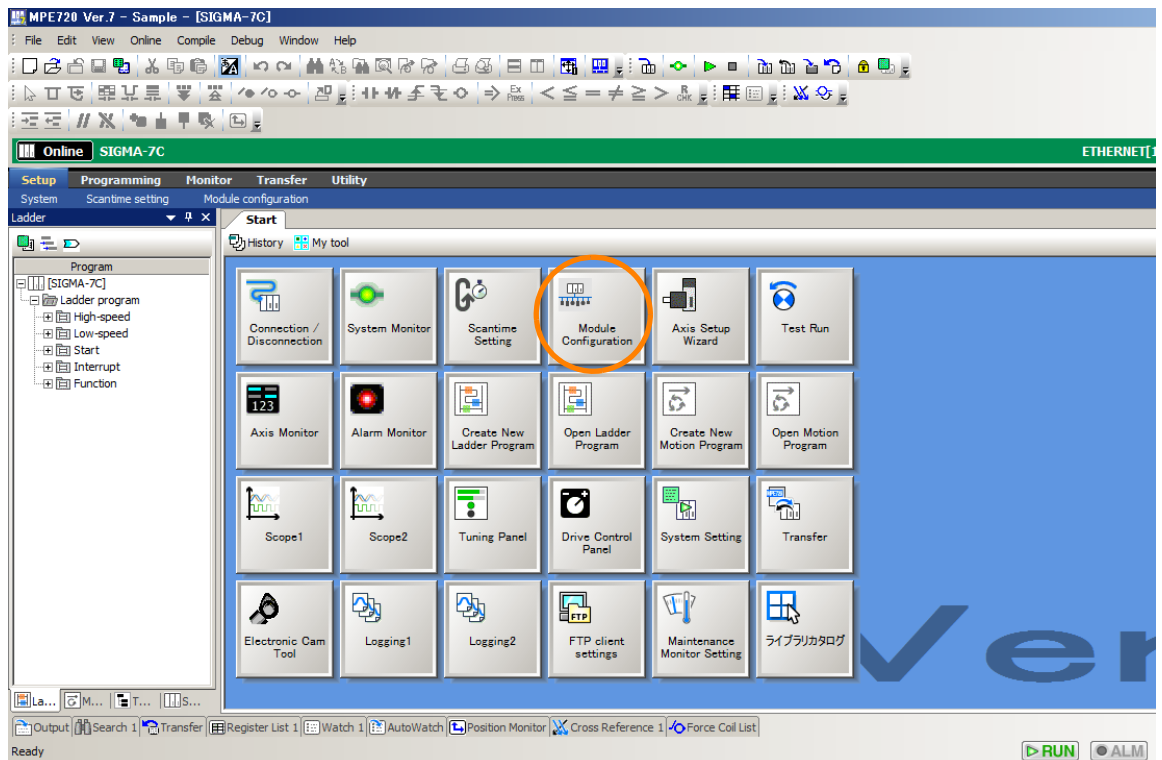 MPE720 Ver.7 - Sample - [SIGMA-7C]
File Edit View Online Compile Debug Window Help
Ex
Press
CHK
Online SIGMA-7C ETHERNET[1
Setup Programming Monitor Transfer Utility
System Scantime setting Module configuration
Ladder
Start
History My tool
Program
[SIGMA-7C]
Ladder program
High-speed
Low-speed
Start
Interrupt
Function
Connection /
Disconnection
System Monitor
Scantime
Setting
Module
Configuration
Axis Setup
Wizard
Test Run
123
Axis Monitor
Alarm Monitor
Create New
Ladder Program
Open Ladder
Program
Create New
Motion Program
Open Motion
Program
Scope1
Scope2
Tuning Panel
Drive Control
Panel
System Setting
Transfer
Electronic Cam
Tool
Logging1
Logging2
FTP
FTP client
settings
Maintenance
Monitor Setting
ライブラリカタログ
Ver
La... M... T... S...
Output Search 1 Transfer Register List 1 Watch 1 AutoWatch Position Monitor Cross Reference 1 Force Coil List
Ready RUN ALM